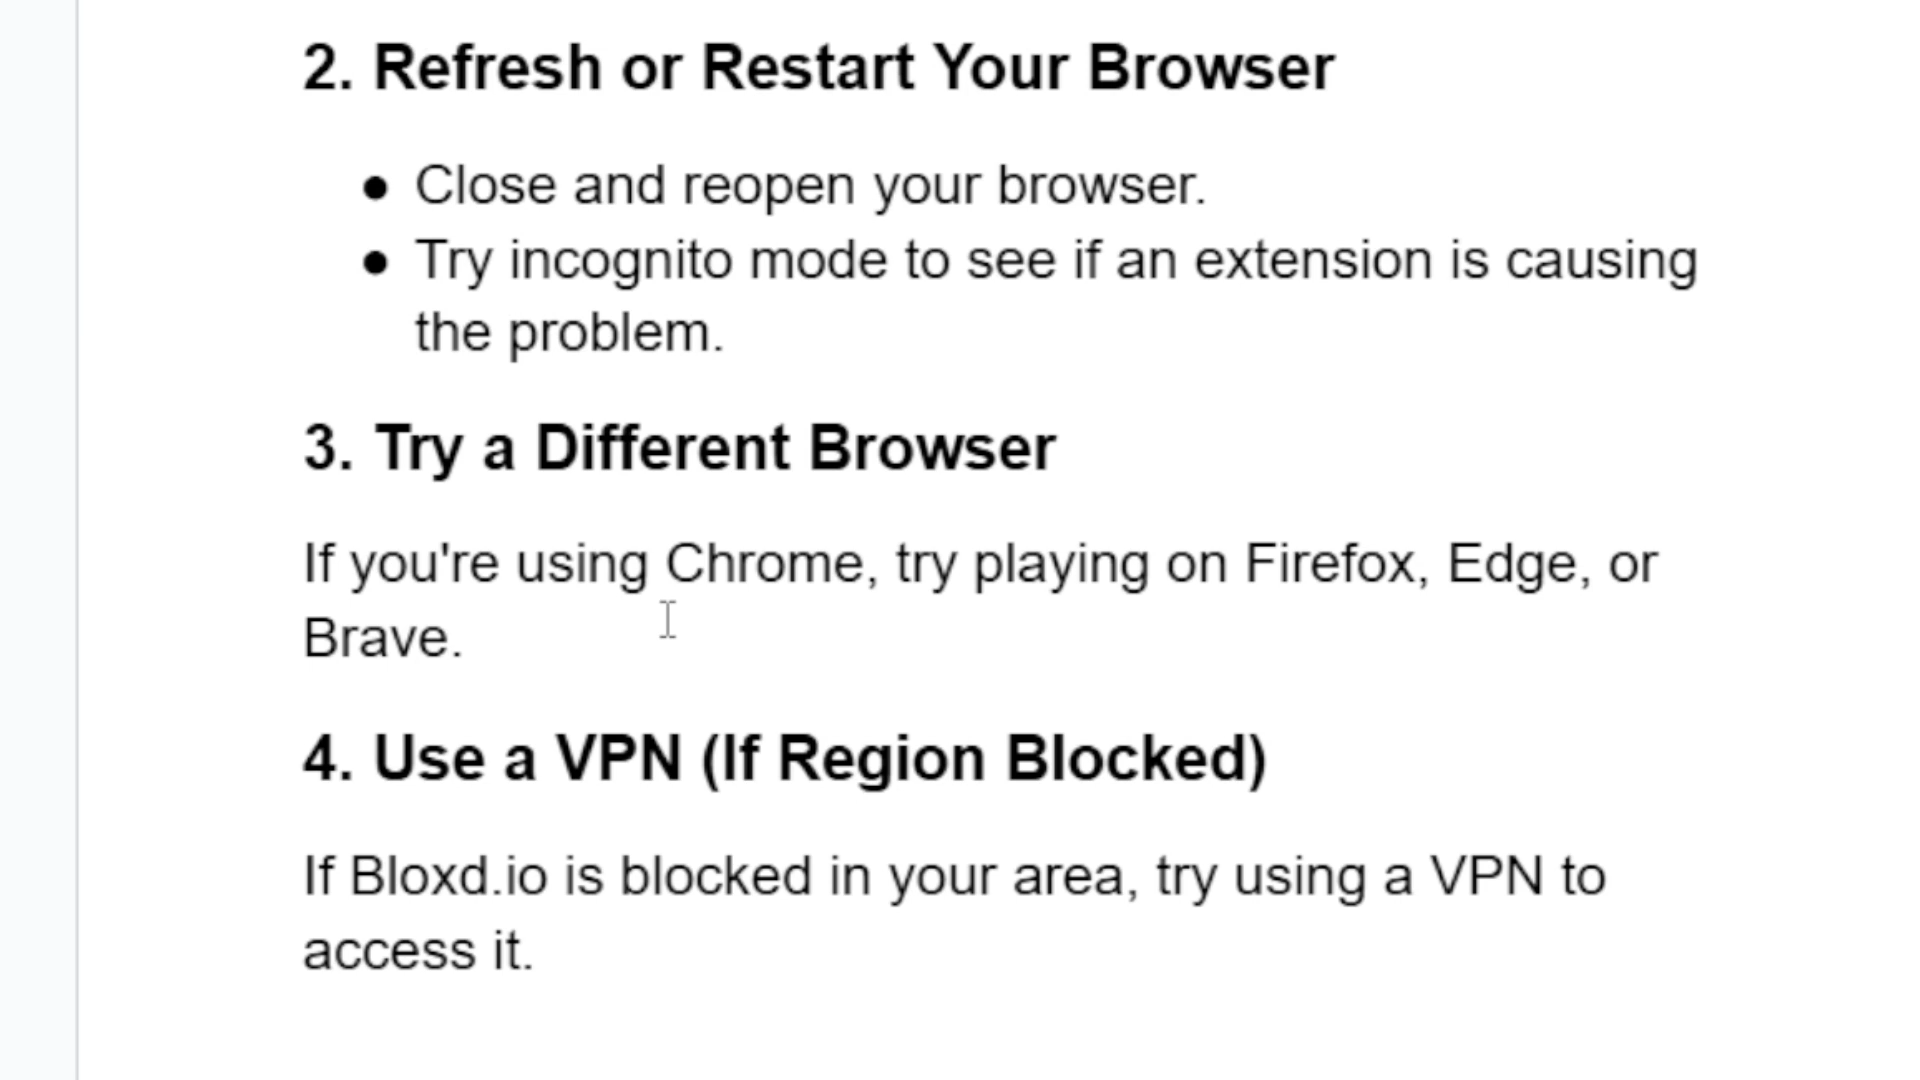 2. Refresh or Restart Your Browser
● Close and reopen your browser.
● Try incognito mode to see if an extension is causing
the problem.
3. Try a Different Browser
If you're using Chrome, try playing on Firefox, Edge, or
Brave.
4. Use a VPN (If Region Blocked)
If Bloxd.io is blocked in your area, try using a VPN to
access it.